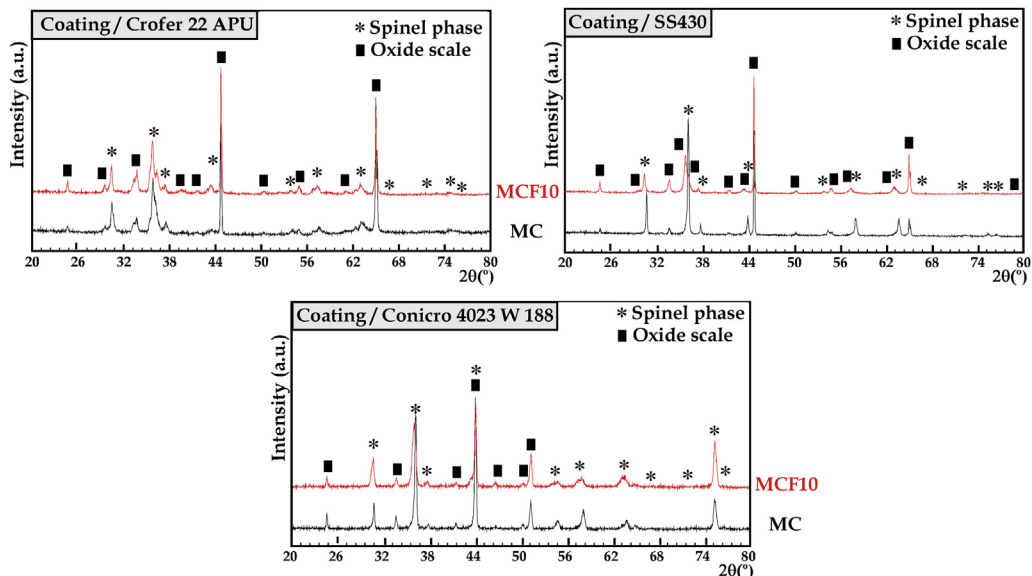 Coating / Crofer 22 APU
* Spinel phase
■ Oxide scale
Intensity (a.u.)
MCF10
MC
20 32 38 44 50 56 62 68 74 80
2θ(º)
Coating / SS430
* Spinel phase
■ Oxide scale
Intensity (a.u.)
MCF10
MC
20 32 38 44 50 56 62 68 74 80
2θ(º)
Coating / Conicro 4023 W 188
* Spinel phase
■ Oxide scale
Intensity (a.u.)
MCF10
MC
20 32 38 44 50 56 62 68 74 80
2θ(º)